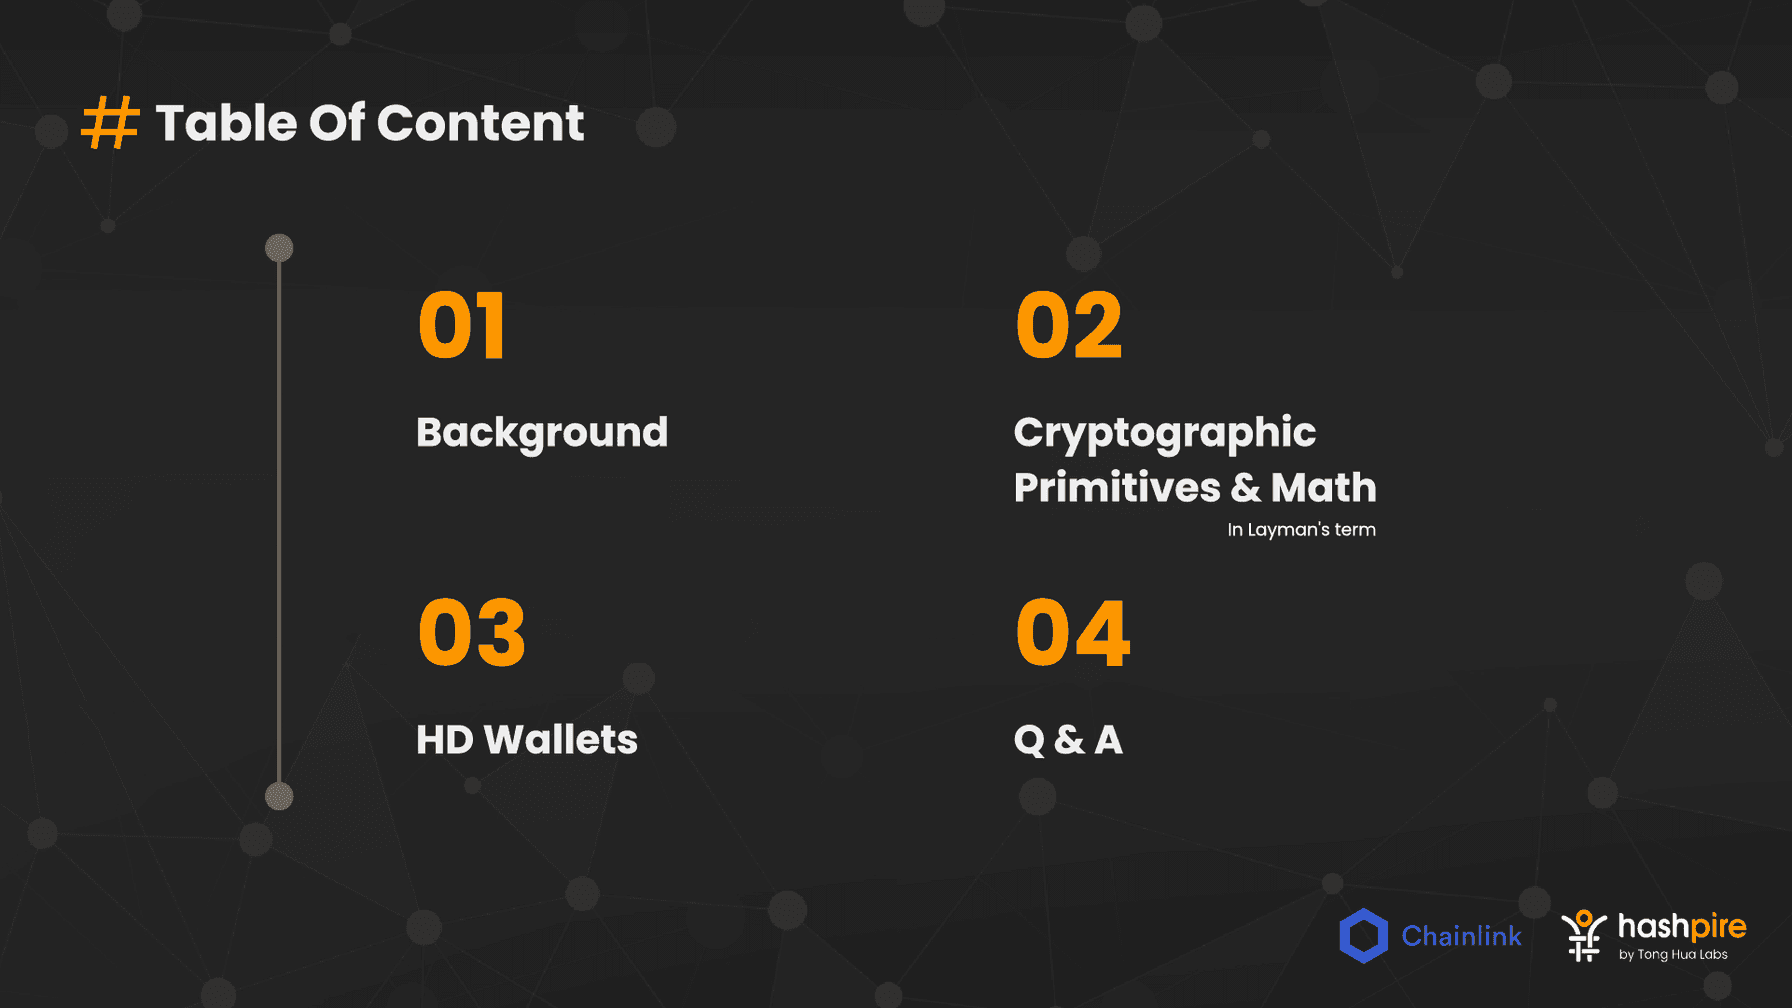 # Table Of Content
01
Background
02
Cryptographic
Primitives & Math
In Layman's term
03
HD Wallets
04
Q & A
Chainlink
hashpire
by Tong Hua Labs